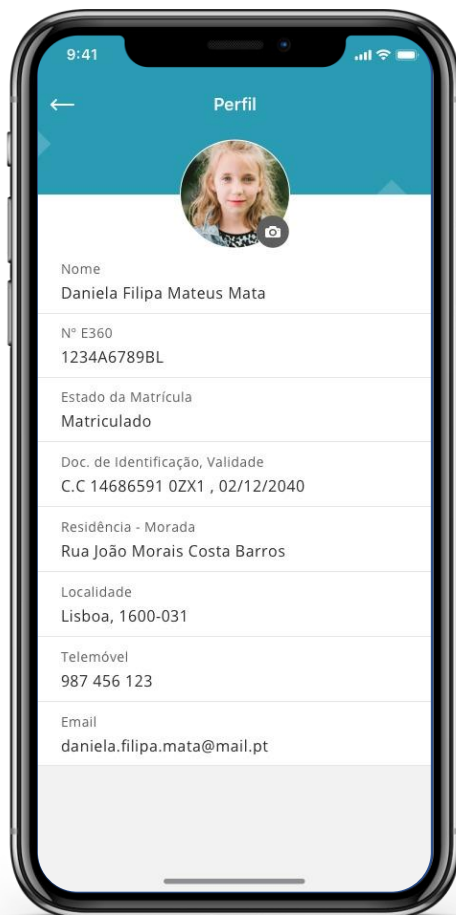 9:41
Perfil
Nome
Daniela Filipa Mateus Mata
Nº E360
1234A6789BL
Estado da Matrícula
Matriculado
Doc. de Identificação, Validade
C.C 14686591 0ZX1 , 02/12/2040
Residência - Morada
Rua João Morais Costa Barros
Localidade
Lisboa, 1600-031
Telemóvel
987 456 123
Email
daniela.filipa.mata@mail.pt